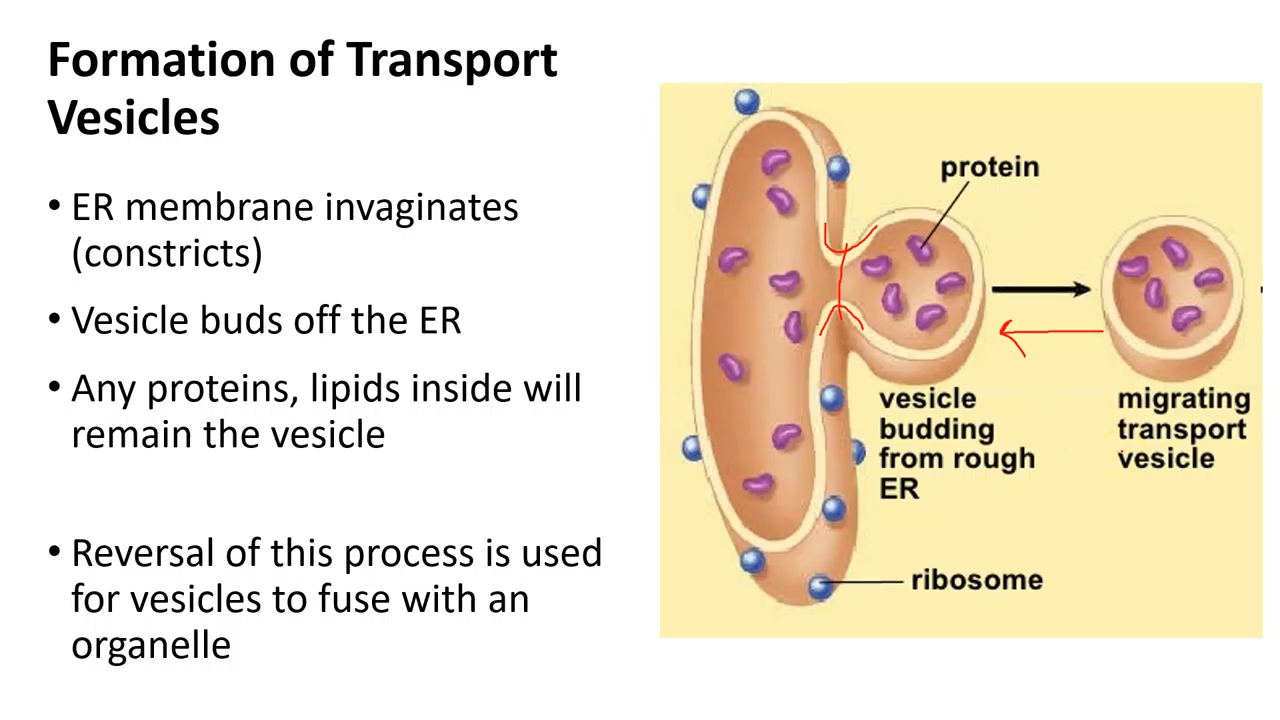 Formation of Transport
Vesicles
• ER membrane invaginates
(constricts)
• Vesicle buds off the ER
• Any proteins, lipids inside will
remain the vesicle
• Reversal of this process is used
for vesicles to fuse with an
organelle
protein
vesicle
budding
from rough
ER
migrating
transport
vesicle
ribosome